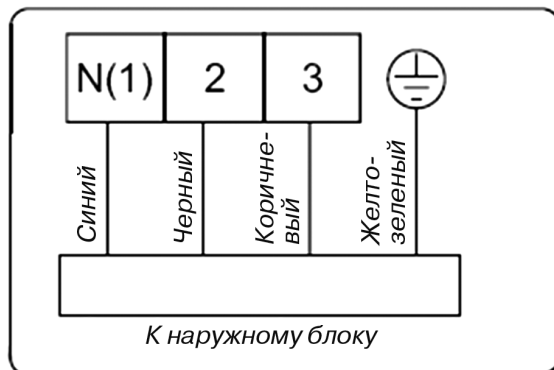 N(1) 2 3
Синий
Черный
Коричне-
вый
Желто-
зеленый
К наружному блоку